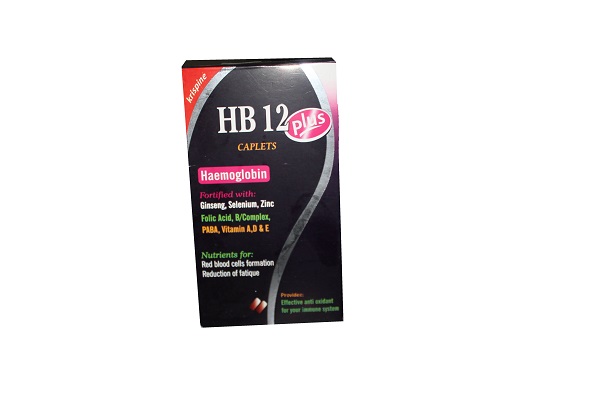 krispine
HB 12
plus
CAPLETS
Haemoglobin
Fortified with:
Ginseng, Selenium, Zinc
Folic Acid, B/Complex,
PABA, Vitamin A,D & E
Nutrients for:
Red blood cells formation
Reduction of fatique
Provides:
Effective anti oxidant
for your immune system